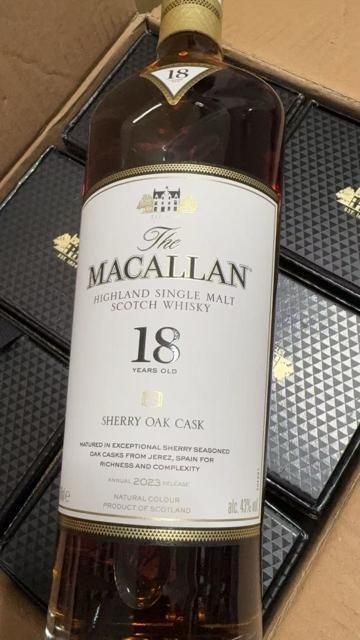 18
The
MACALLAN
HIGHLAND SINGLE MALT
SCOTCH WHISKY
18
YEARS OLD
SHERRY OAK CASK
MATURED IN EXCEPTIONAL SHERRY SEASONED
OAK CASKS FROM JEREZ, SPAIN FOR
RICHNESS AND COMPLEXITY
ANNUAL 2023 RELEASE
NATURAL COLOUR
PRODUCT OF SCOTLAND
alc. 43% vol